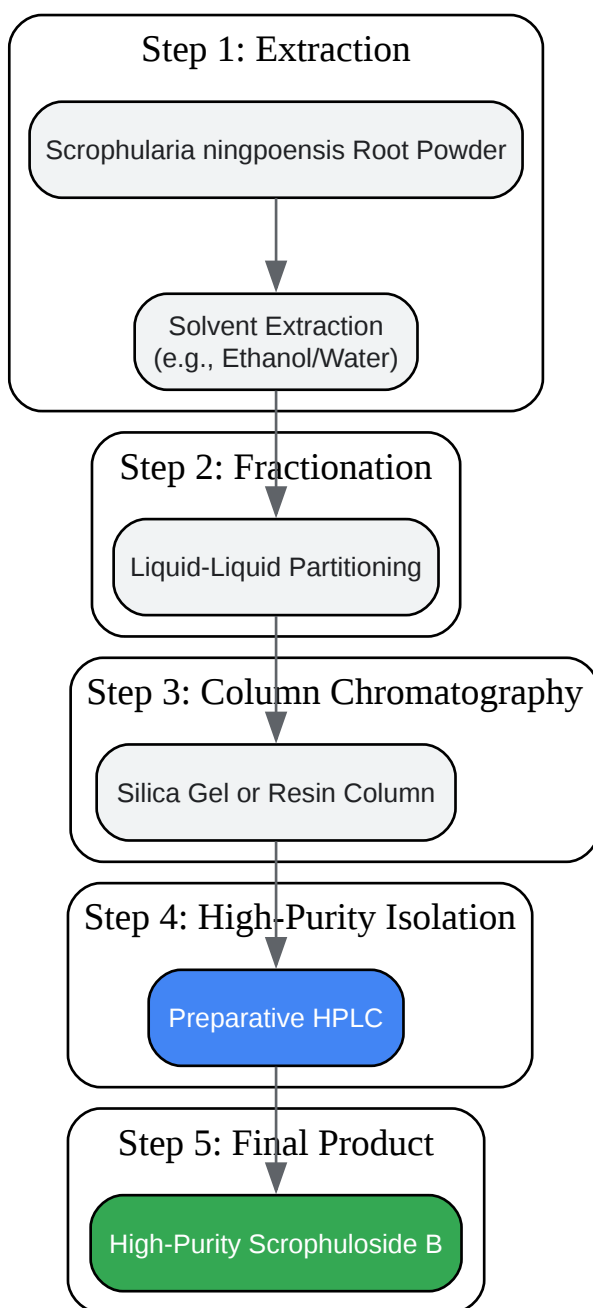 Step 1: Extraction
Scrophularia ningpoensis Root Powder
Solvent Extraction
(e.g., Ethanol/Water)
Step 2: Fractionation
Liquid-Liquid Partitioning
Step 3: Column Chromatography
Silica Gel or Resin Column
Step 4: High-Purity Isolation
Preparative HPLC
Step 5: Final Product
High-Purity Scrophuloside B